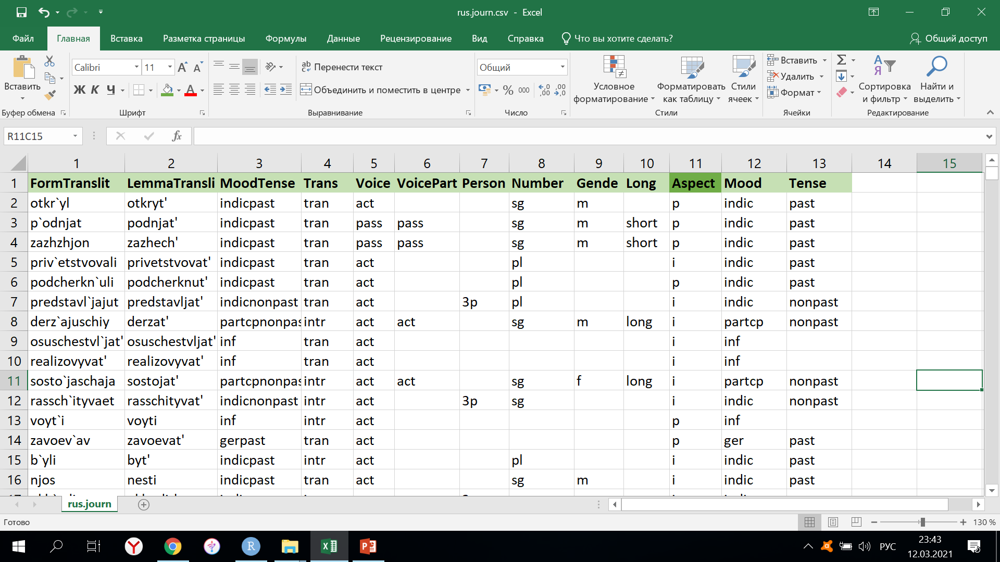 rus.journ.csv - Excel
Файл Главная Вставка Разметка страницы Формулы Данные Рецензирование Вид Справка Что вы хотите сделать? Общий доступ
Вставить
Буфер обмена
Calibri 11
Ж К Ч А
Шрифт
Перенести текст
Объединить и поместить в центре
Выравнивание
Общий
% 000
Число
Условное форматирование
Форматировать как таблицу
Стили ячеек
Стили
Вставить
Удалить
Формат
Ячейки
Сортировка и фильтр
Найти и выделить
Редактирование
R11C15 fx
1 2 3 4 5 6 7 8 9 10 11 12 13 14 15
1 FormTranslit LemmaTransli MoodTense Trans Voice VoicePart Person Number Gende Long Aspect Mood Tense
2 otkr`yl otkryt' indicpast tran act sg m p indic past
3 p`odnjat podnjat' indicpast tran pass pass sg m short p indic past
4 zazhzhjon zazhech' indicpast tran pass pass sg m short p indic past
5 priv`etstvovali privetstvovat' indicpast tran act pl i indic past
6 podcherkn`uli podcherknut' indicpast tran act pl p indic past
7 predstavl`jajut predstavljat' indicnonpast tran act 3p pl i indic nonpast
8 derz`ajuschiy derzat' partcpnonpas intr act act sg m long i partcp nonpast
9 osuschestvl`jat' osuschestvljat' inf tran act i inf
10 realizovyvat' realizovyvat' inf tran act i inf
11 sosto`jaschaja sostojat' partcpnonpas intr act act sg f long i partcp nonpast
12 rassch`ityvaet rasschityvat' indicnonpast intr act 3p sg i indic nonpast
13 voyt`i voyti inf intr act p inf
14 zavoev`av zavoevat' gerpast tran act p ger past
15 b`yli byt' indicpast intr act pl i indic past
16 njos nesti indicpast tran act sg m i indic past
rus.journ
Готово 130 %
РУС 23:43
12.03.2021